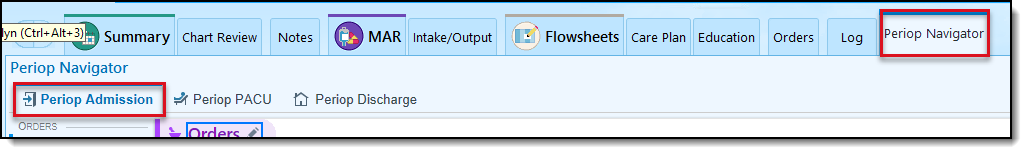 lyn (Ctrl+Alt+3)
Summary Chart Review Notes MAR Intake/Output Flowsheets Care Plan Education Orders Log Periop Navigator
Periop Navigator
Periop Admission Periop PACU Periop Discharge
ORDERS
Orders